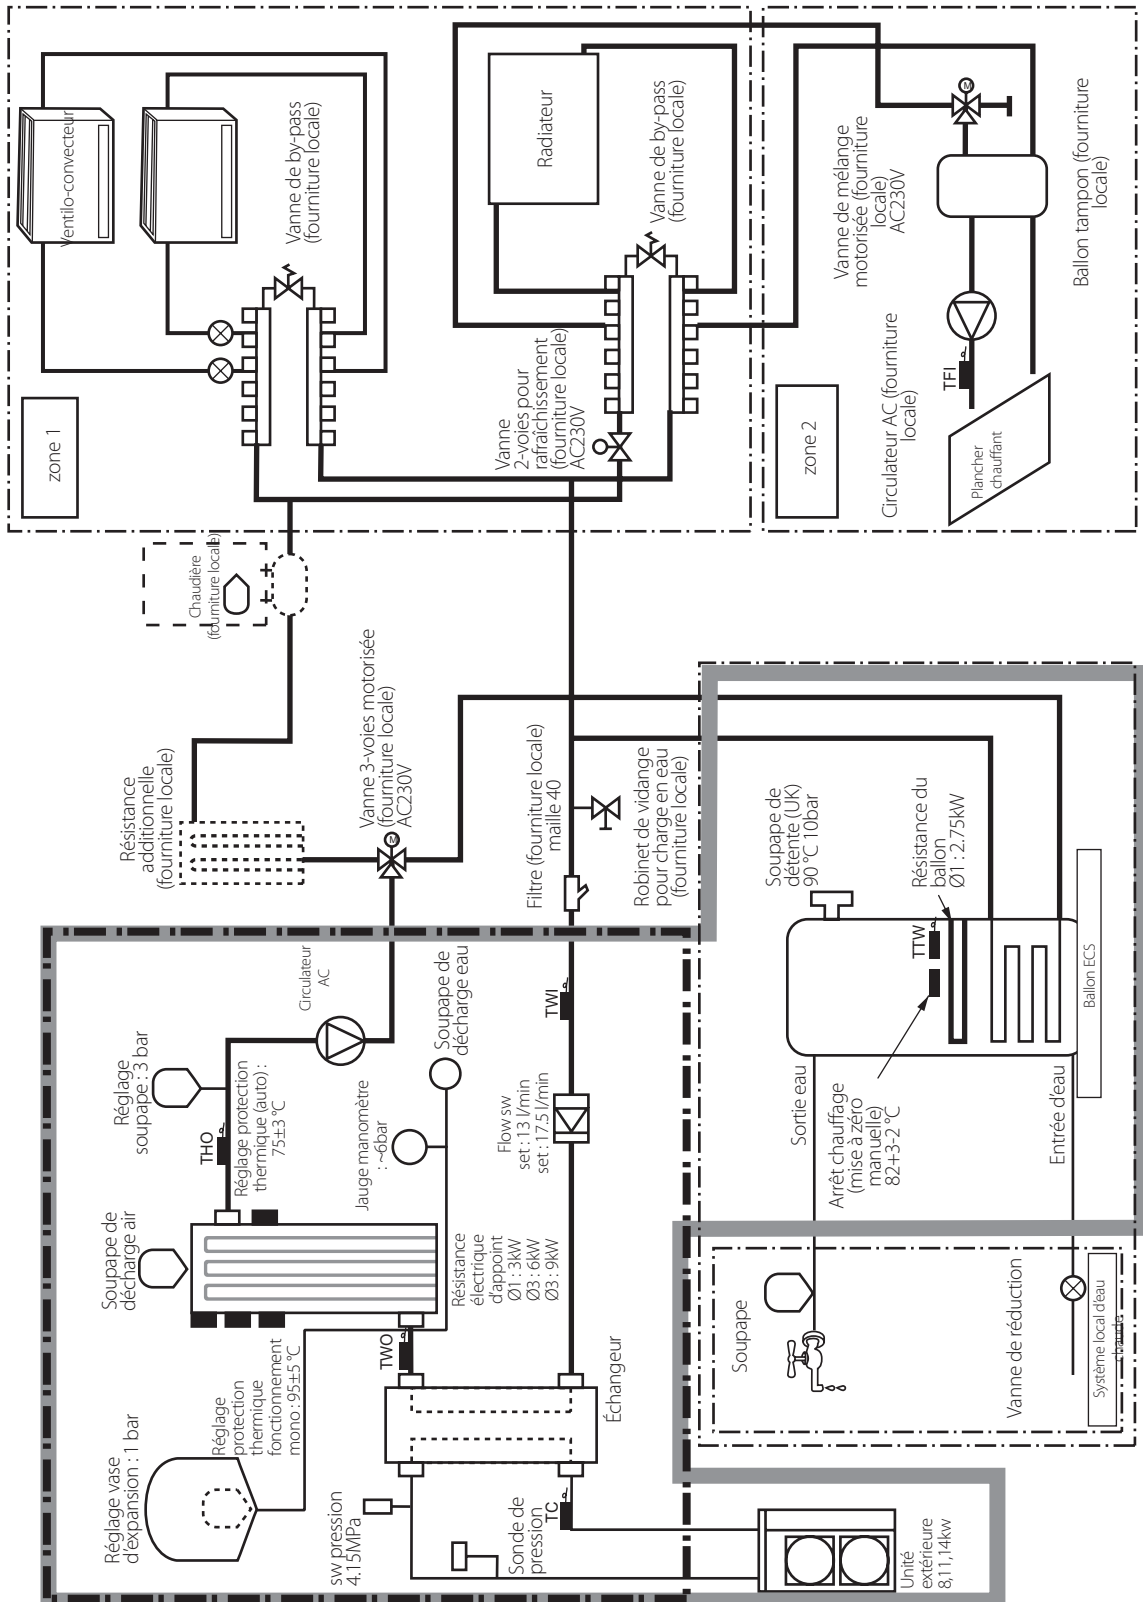 Ventilo-convecteur
Vanne de by-pass
(fourniture locale)
zone 1
Radiateur
Vanne de by-pass
(fourniture locale)
Vanne
2-voies pour
rafraîchissement
(fourniture locale)
AC230V
Vanne de mélange
motorisée (fourniture
locale)
AC230V
M
Ballon tampon (fourniture
locale)
Circulateur AC (fourniture
locale)
TFI
zone 2
Plancher
chauffant
Chaudière
(fourniture locale)
Résistance
additionnelle
(fourniture locale)
Vanne 3-voies motorisée
(fourniture locale)
AC230V
M
Filtre (fourniture locale)
maille 40
Robinet de vidange
pour charge en eau
(fourniture locale)
Soupape de
détente (UK)
90 °C 10bar
Résistance du
ballon
Ø1 : 2.75kW
TTW
Ballon ECS
Sortie eau
Arrêt chauffage
(mise à zéro
manuelle)
82+3-2 °C
Entrée d'eau
Circulateur
AC
Soupape de
décharge eau
TWI
Réglage
soupape : 3 bar
THO
Réglage protection
thermique (auto) :
75±3 °C
Jauge manomètre
: ~6bar
Flow sw
set : 13 l/min
set : 17.5 l/min
Soupape de
décharge air
Résistance
électrique
d'appoint
Ø1 : 3kW
Ø3 : 6kW
Ø3 : 9kW
TWO
Échangeur
Réglage
protection
thermique
fonctionnement
mono : 95±5 °C
Réglage vase
d'expansion : 1 bar
sw pression
4.15MPa
Sonde de
pression
TC
Unité
extérieure
8,11,14kw
Soupape
Vanne de réduction
Système local d'eau
chaude